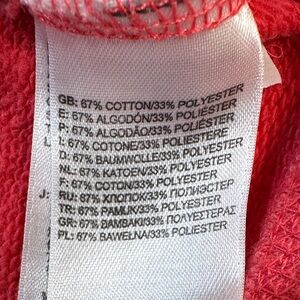 GB: 67% COTTON/33% POLYESTER
E: 67% ALGODÓN/33% POLIÉSTER
P: 67% ALGODÃO/33% POLIÉSTER
I: 67% COTONE/33% POLIESTERE
D: 67% BAUMWOLLE/33% POLYESTER
NL: 67% KATOEN/33% POLYESTER
F: 67% COTON/33% POLYESTER
RU: 67% ХЛОПОК/33% ПОЛИЭСТЕР
TR: 67% PAMUK/33% POLYESTER
GR: 67% ΒΑΜΒΑΚΙ/33% ΠΟΛΥΕΣΤΕΡΑΣ
PL: 67% BAWEŁNA/33% POLIESTER
J: